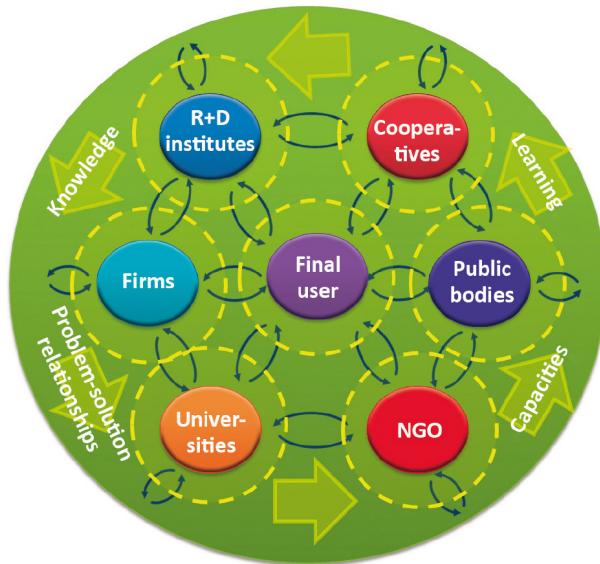 R+D
institutes
Coopera-
tives
Knowledge
Learning
Firms
Final
user
Public
bodies
Problem-solution
relationships
Capacities
Univer-
sities
NGO